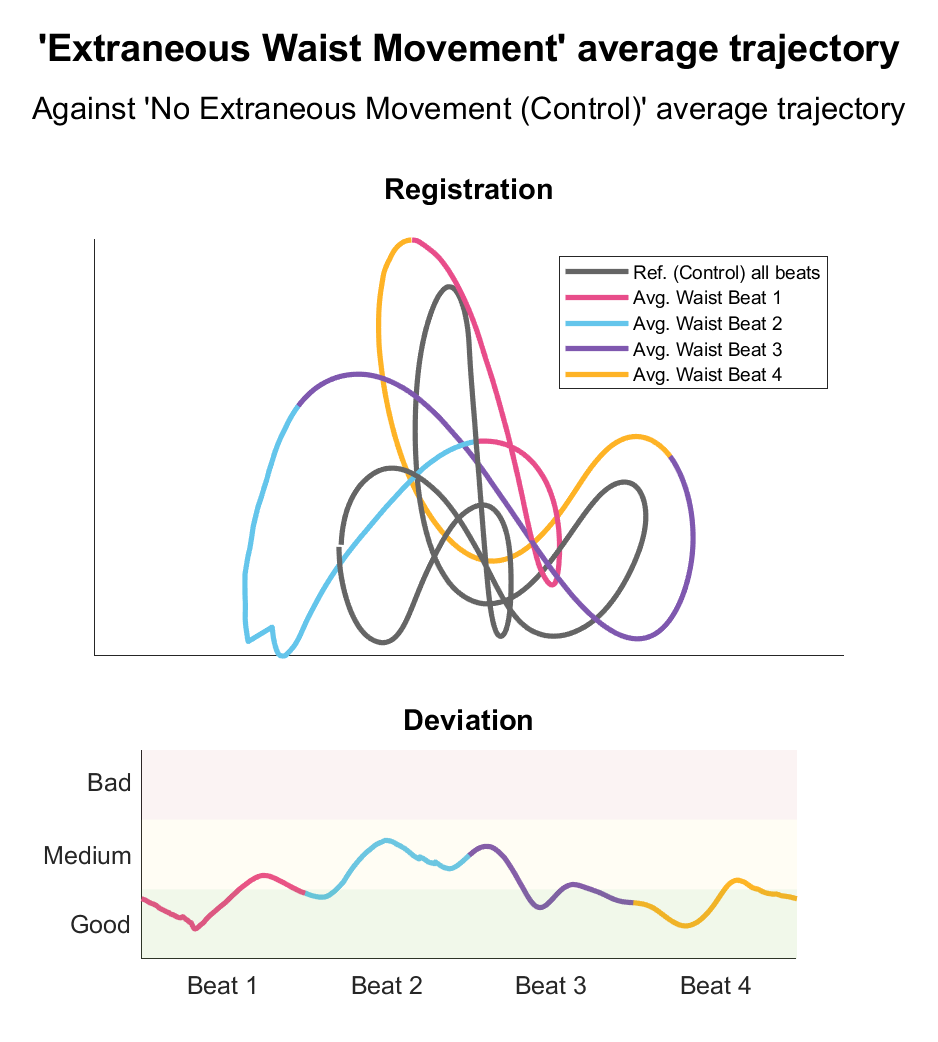 'Extraneous Waist Movement' average trajectory
Against 'No Extraneous Movement (Control)' average trajectory
Registration
Ref. (Control) all beats
Avg. Waist Beat 1
Avg. Waist Beat 2
Avg. Waist Beat 3
Avg. Waist Beat 4
Deviation
Bad
Medium
Good
Beat 1 Beat 2 Beat 3 Beat 4